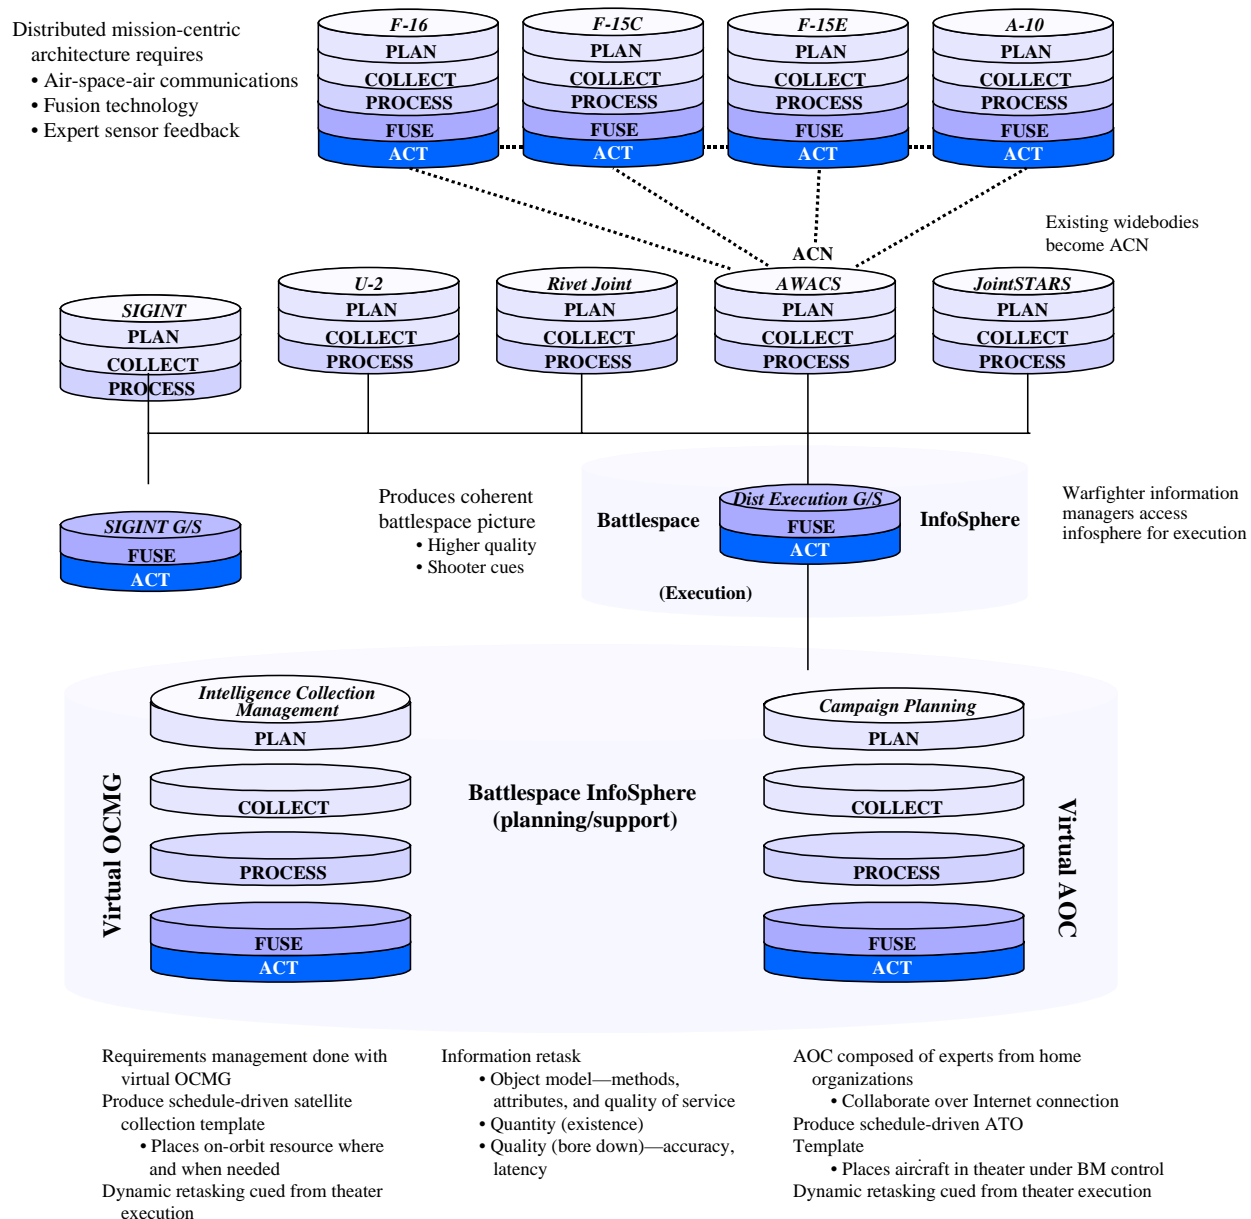 Distributed mission-centric
architecture requires
• Air-space-air communications
• Fusion technology
• Expert sensor feedback
F-16
PLAN
COLLECT
PROCESS
FUSE
ACT
F-15C
PLAN
COLLECT
PROCESS
FUSE
ACT
F-15E
PLAN
COLLECT
PROCESS
FUSE
ACT
A-10
PLAN
COLLECT
PROCESS
FUSE
ACT
Existing widebodies
become ACN
ACN
SIGINT
PLAN
COLLECT
PROCESS
U-2
PLAN
COLLECT
PROCESS
Rivet Joint
PLAN
COLLECT
PROCESS
AWACS
PLAN
COLLECT
PROCESS
JointSTARS
PLAN
COLLECT
PROCESS
SIGINT G/S
FUSE
ACT
Produces coherent
battlespace picture
• Higher quality
• Shooter cues
Battlespace
Dist Execution G/S
FUSE
ACT
InfoSphere
(Execution)
Warfighter information
managers access
infosphere for execution
Virtual OCMG
Intelligence Collection
Management
PLAN
COLLECT
PROCESS
FUSE
ACT
Battlespace InfoSphere
(planning/support)
Campaign Planning
PLAN
COLLECT
PROCESS
FUSE
ACT
Virtual AOC
Requirements management done with
virtual OCMG
Produce schedule-driven satellite
collection template
• Places on-orbit resource where
and when needed
Dynamic retasking cued from theater
execution
Information retask
• Object model—methods,
attributes, and quality of service
• Quantity (existence)
• Quality (bore down)—accuracy,
latency
AOC composed of experts from home
organizations
• Collaborate over Internet connection
Produce schedule-driven ATO
Template
• Places aircraft in theater under BM control
Dynamic retasking cued from theater execution